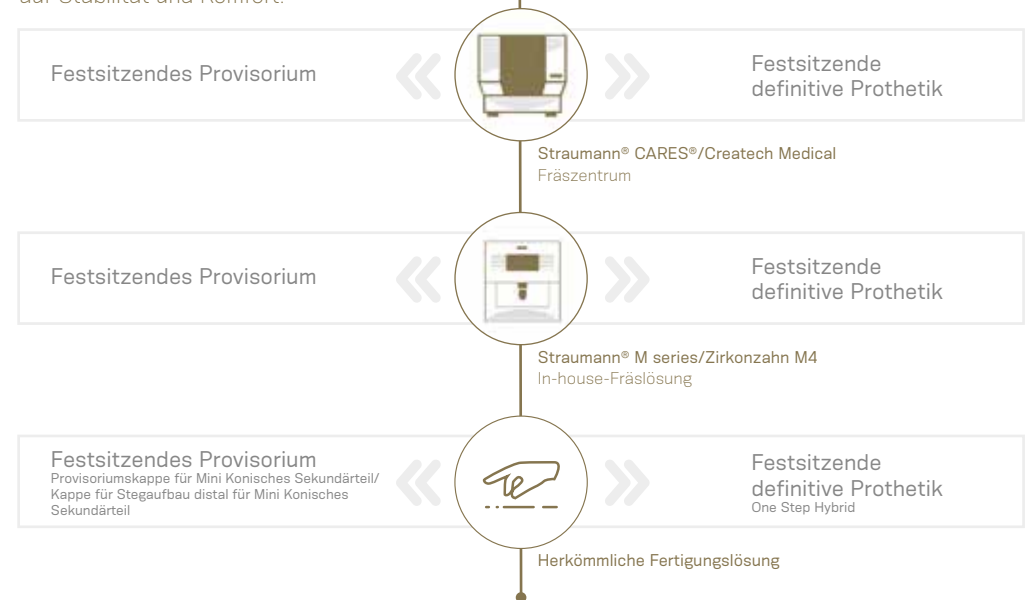 auf Stabilität und Komfort.
Festsitzendes Provisorium
Festsitzende
definitive Prothetik
Straumann® CARES®/Createch Medical
Fräszentrum
Festsitzendes Provisorium
Festsitzende
definitive Prothetik
Straumann® M series/Zirkonzahn M4
In-house-Fräslösung
Festsitzendes Provisorium
Provisoriumskappe für Mini Konisches Sekundärteil/
Kappe für Stegaufbau distal für Mini Konisches
Sekundärteil
Festsitzende
definitive Prothetik
One Step Hybrid
Herkömmliche Fertigungslösung